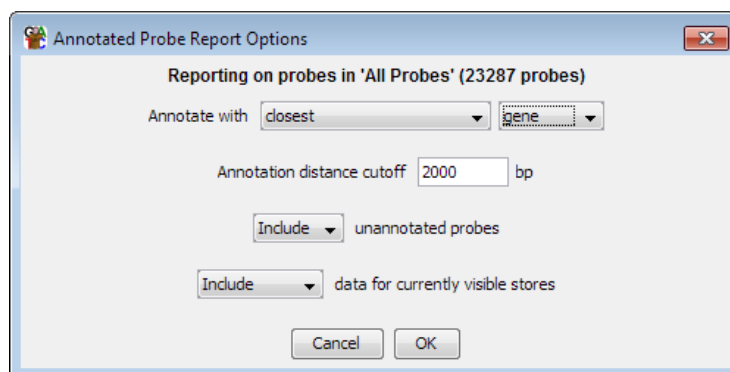 Annotated Probe Report Options
Reporting on probes in 'All Probes' (23287 probes)
Annotate with closest gene
Annotation distance cutoff 2000 bp
Include unannotated probes
Include data for currently visible stores
Cancel OK